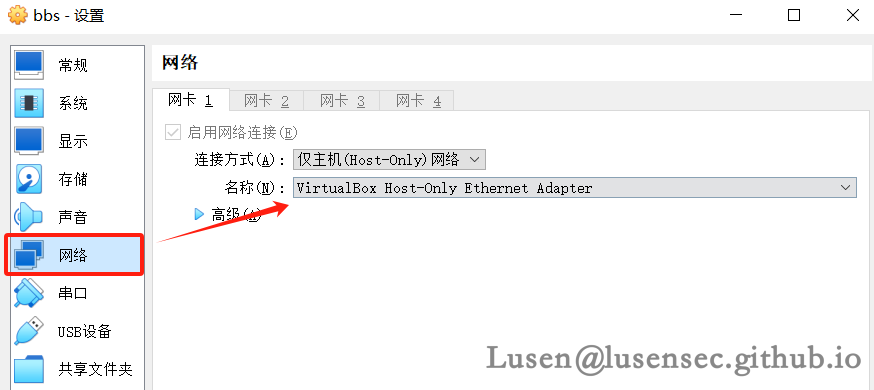 bbs - 设置
常规
系统
显示
存储
声音
网络
串口
USB设备
共享文件夹
网络
网卡 1 网卡 2 网卡 3 网卡 4
启用网络连接(E)
连接方式(A): 仅主机(Host-Only)网络
名称(N): VirtualBox Host-Only Ethernet Adapter
高级(A)
Lusen@lusensec.github.io